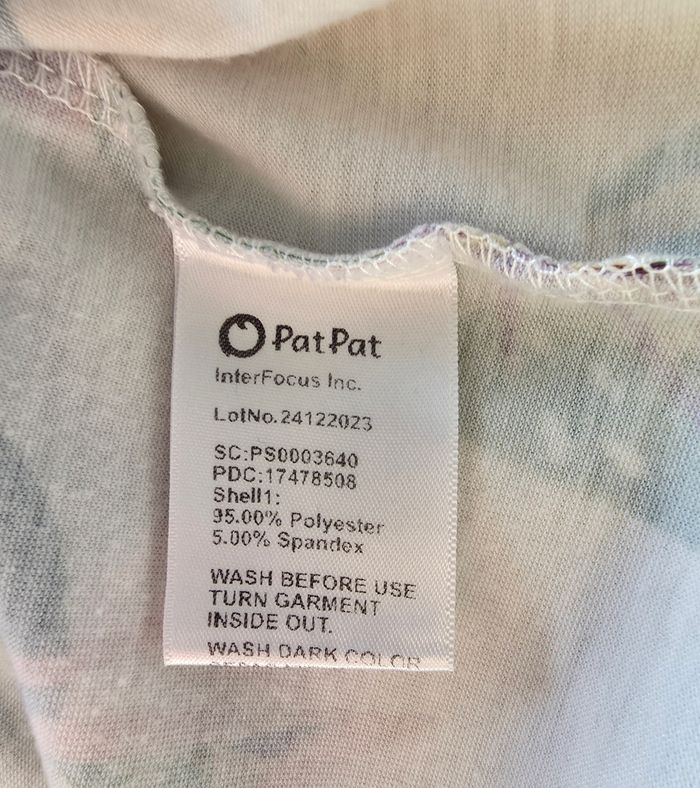 PatPat
InterFocus Inc.
LotNo.24122023
SC:PS0003640
PDC:17478508
Shell1:
95.00% Polyester
5.00% Spandex
WASH BEFORE USE
TURN GARMENT
INSIDE OUT.
WASH DARK COLOR